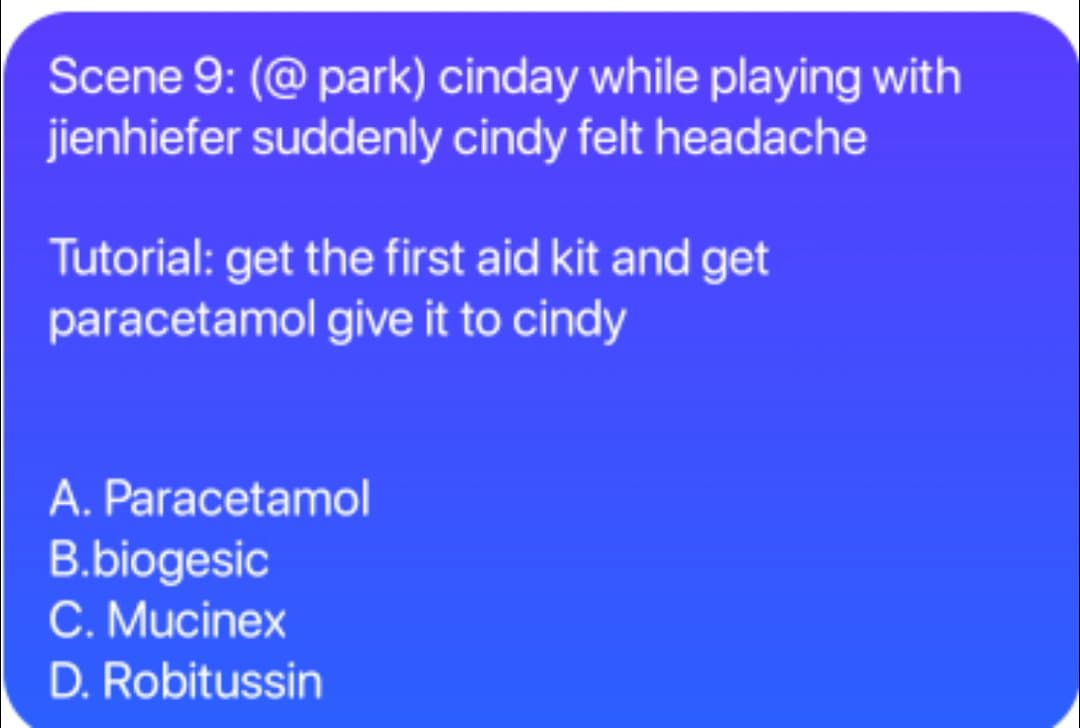 Scene 9: (@ park) cinday while playing with
jienhiefer suddenly cindy felt headache
Tutorial: get the first aid kit and get
paracetamol give it to cindy
A. Paracetamol
B.biogesic
C. Mucinex
D. Robitussin